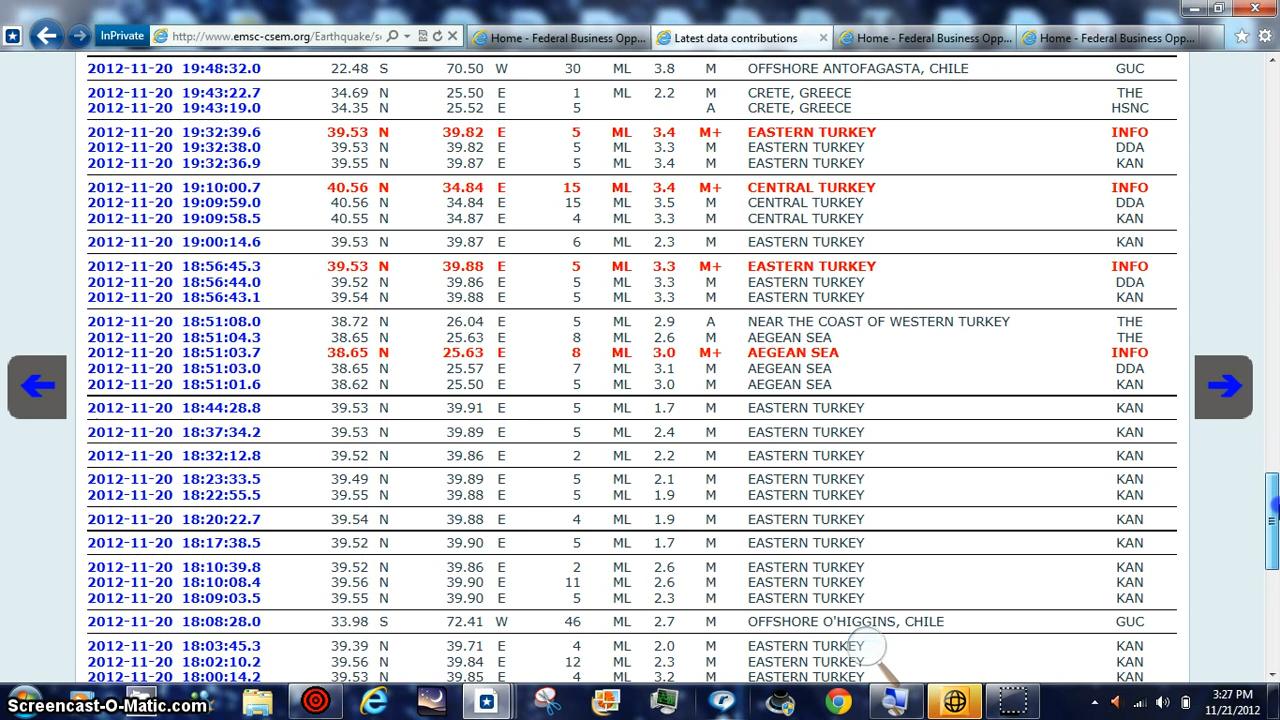 InPrivate http://www.emsc-csem.org/Earthquake/s Home - Federal Business Opp... Latest data contributions Home - Federal Business Opp... Home - Federal Business Opp...
2012-11-20 19:48:32.0 22.48 S 70.50 W 30 ML 3.8 M OFFSHORE ANTOFAGASTA, CHILE GUC
2012-11-20 19:43:22.7 34.69 N 25.50 E 1 ML 2.2 M CRETE, GREECE THE
2012-11-20 19:43:19.0 34.35 N 25.52 E 5 A CRETE, GREECE HSNC
2012-11-20 19:32:39.6 39.53 N 39.82 E 5 ML 3.4 M+ EASTERN TURKEY INFO
2012-11-20 19:32:38.0 39.53 N 39.82 E 5 ML 3.3 M EASTERN TURKEY DDA
2012-11-20 19:32:36.9 39.55 N 39.87 E 5 ML 3.4 M EASTERN TURKEY KAN
2012-11-20 19:10:00.7 40.56 N 34.84 E 15 ML 3.4 M+ CENTRAL TURKEY INFO
2012-11-20 19:09:59.0 40.56 N 34.84 E 15 ML 3.5 M CENTRAL TURKEY DDA
2012-11-20 19:09:58.5 40.55 N 34.87 E 4 ML 3.3 M CENTRAL TURKEY KAN
2012-11-20 19:00:14.6 39.53 N 39.87 E 6 ML 2.3 M EASTERN TURKEY KAN
2012-11-20 18:56:45.3 39.53 N 39.88 E 5 ML 3.3 M+ EASTERN TURKEY INFO
2012-11-20 18:56:44.0 39.52 N 39.86 E 5 ML 3.3 M EASTERN TURKEY DDA
2012-11-20 18:56:43.1 39.54 N 39.88 E 5 ML 3.3 M EASTERN TURKEY KAN
2012-11-20 18:51:08.0 38.72 N 26.04 E 5 ML 2.9 A NEAR THE COAST OF WESTERN TURKEY THE
2012-11-20 18:51:04.3 38.65 N 25.63 E 8 ML 2.6 M AEGEAN SEA THE
2012-11-20 18:51:03.7 38.65 N 25.63 E 8 ML 3.0 M+ AEGEAN SEA INFO
2012-11-20 18:51:03.0 38.65 N 25.57 E 7 ML 3.1 M AEGEAN SEA DDA
2012-11-20 18:51:01.6 38.62 N 25.50 E 5 ML 3.0 M AEGEAN SEA KAN
2012-11-20 18:44:28.8 39.53 N 39.91 E 5 ML 1.7 M EASTERN TURKEY KAN
2012-11-20 18:37:34.2 39.53 N 39.89 E 5 ML 2.4 M EASTERN TURKEY KAN
2012-11-20 18:32:12.8 39.52 N 39.86 E 2 ML 2.2 M EASTERN TURKEY KAN
2012-11-20 18:23:33.5 39.49 N 39.89 E 5 ML 2.1 M EASTERN TURKEY KAN
2012-11-20 18:22:55.5 39.55 N 39.88 E 5 ML 1.9 M EASTERN TURKEY KAN
2012-11-20 18:20:22.7 39.54 N 39.88 E 4 ML 1.9 M EASTERN TURKEY KAN
2012-11-20 18:17:38.5 39.52 N 39.90 E 5 ML 1.7 M EASTERN TURKEY KAN
2012-11-20 18:10:39.8 39.52 N 39.86 E 2 ML 2.6 M EASTERN TURKEY KAN
2012-11-20 18:10:08.4 39.56 N 39.90 E 11 ML 2.6 M EASTERN TURKEY KAN
2012-11-20 18:09:03.5 39.55 N 39.90 E 5 ML 2.3 M EASTERN TURKEY KAN
2012-11-20 18:08:28.0 33.98 S 72.41 W 46 ML 2.7 M OFFSHORE O'HIGGINS, CHILE GUC
2012-11-20 18:03:45.3 39.39 N 39.71 E 4 ML 2.0 M EASTERN TURKEY KAN
2012-11-20 18:02:10.2 39.56 N 39.84 E 12 ML 2.3 M EASTERN TURKEY KAN
2012-11-20 18:00:14.2 39.53 N 39.85 E 4 ML 3.2 M EASTERN TURKEY KAN
3:27 PM
11/21/2012
Screencast-O-Matic.com